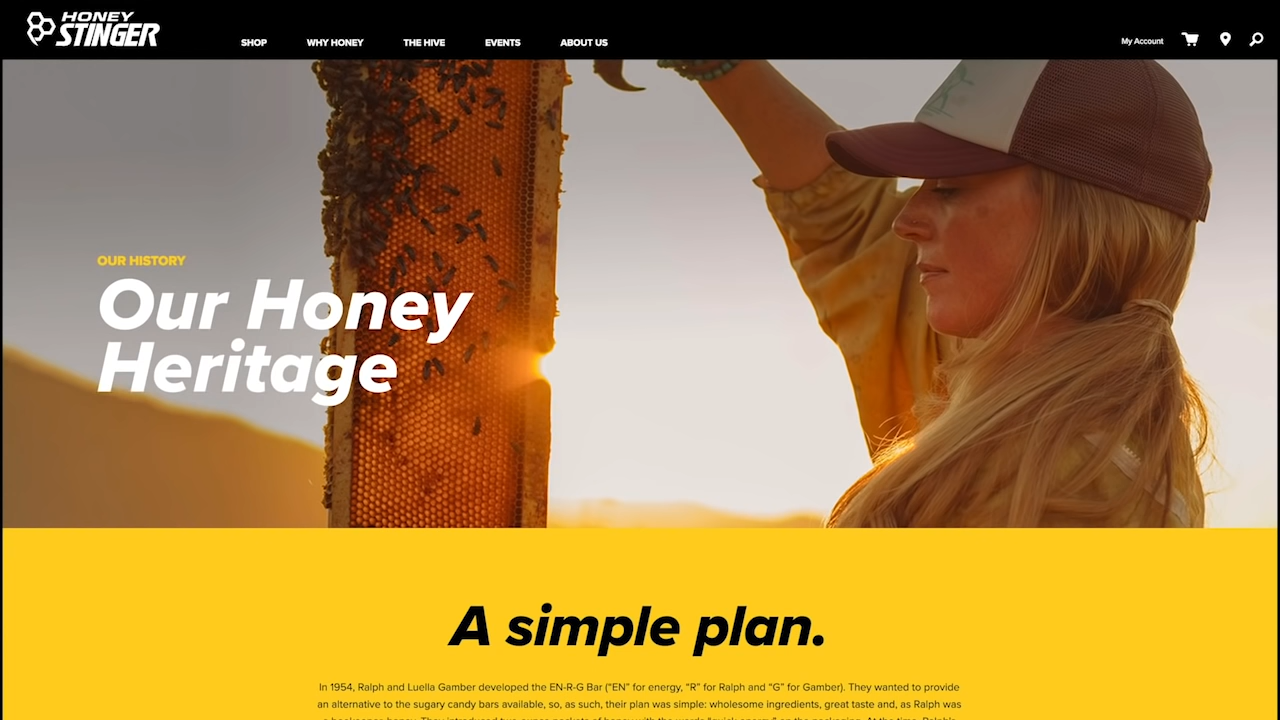 HONEY
STINGER
SHOP
WHY HONEY
THE HIVE
EVENTS
ABOUT US
My Account
OUR HISTORY
Our Honey
Heritage
A simple plan.
In 1954, Ralph and Luella Gamber developed the EN-R-G Bar ("EN" for energy, "R" for Ralph and "G" for Gamber). They wanted to provide
an alternative to the sugary candy bars available, so, as such, their plan was simple: wholesome ingredients, great taste and, as Ralph was